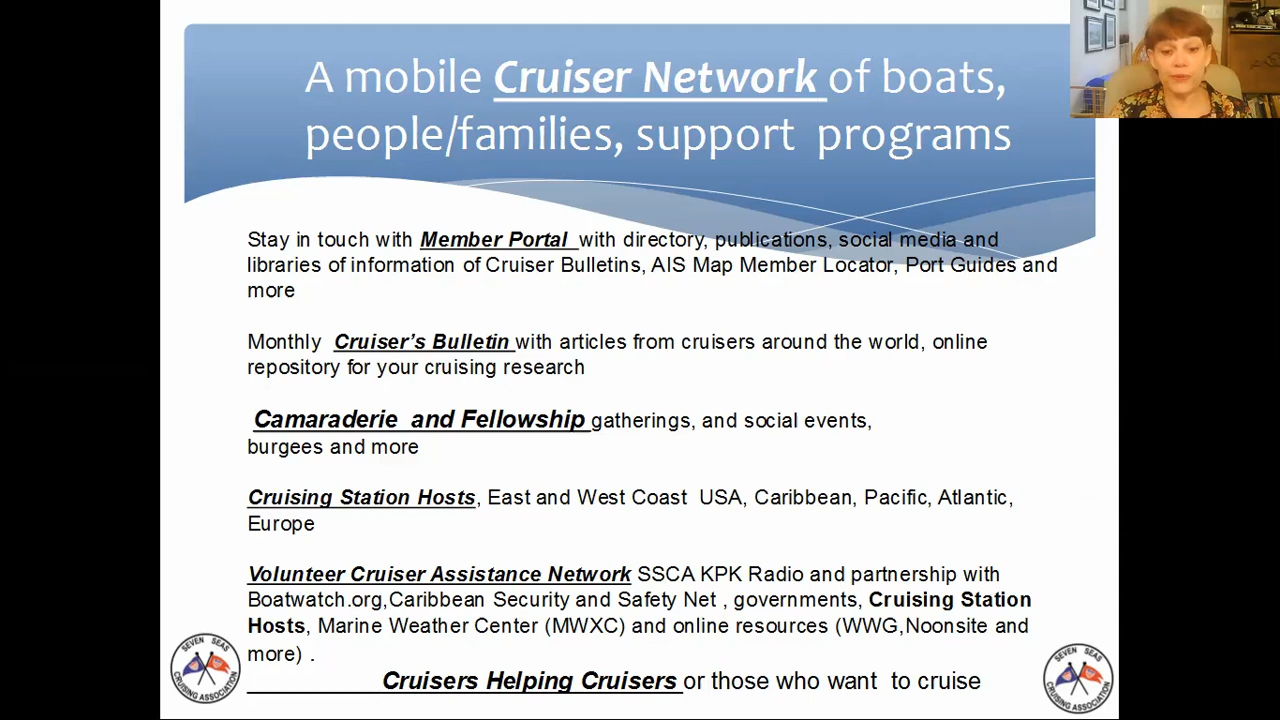 A mobile Cruiser Network of boats,
people/families, support programs
Stay in touch with Member Portal with directory, publications, social media and
libraries of information of Cruiser Bulletins, AIS Map Member Locator, Port Guides and
more
Monthly Cruiser’s Bulletin with articles from cruisers around the world, online
repository for your cruising research
Camaraderie and Fellowship gatherings, and social events,
burgees and more
Cruising Station Hosts, East and West Coast USA, Caribbean, Pacific, Atlantic,
Europe
Volunteer Cruiser Assistance Network SSCA KPK Radio and partnership with
Boatwatch.org,Caribbean Security and Safety Net , governments, Cruising Station
Hosts, Marine Weather Center (MWXC) and online resources (WWG,Noonsite and
more) .
Cruisers Helping Cruisers or those who want to cruise
SEVEN SEAS
CRUISING ASSOCIATION
SEVEN SEAS
CRUISING ASSOCIATION